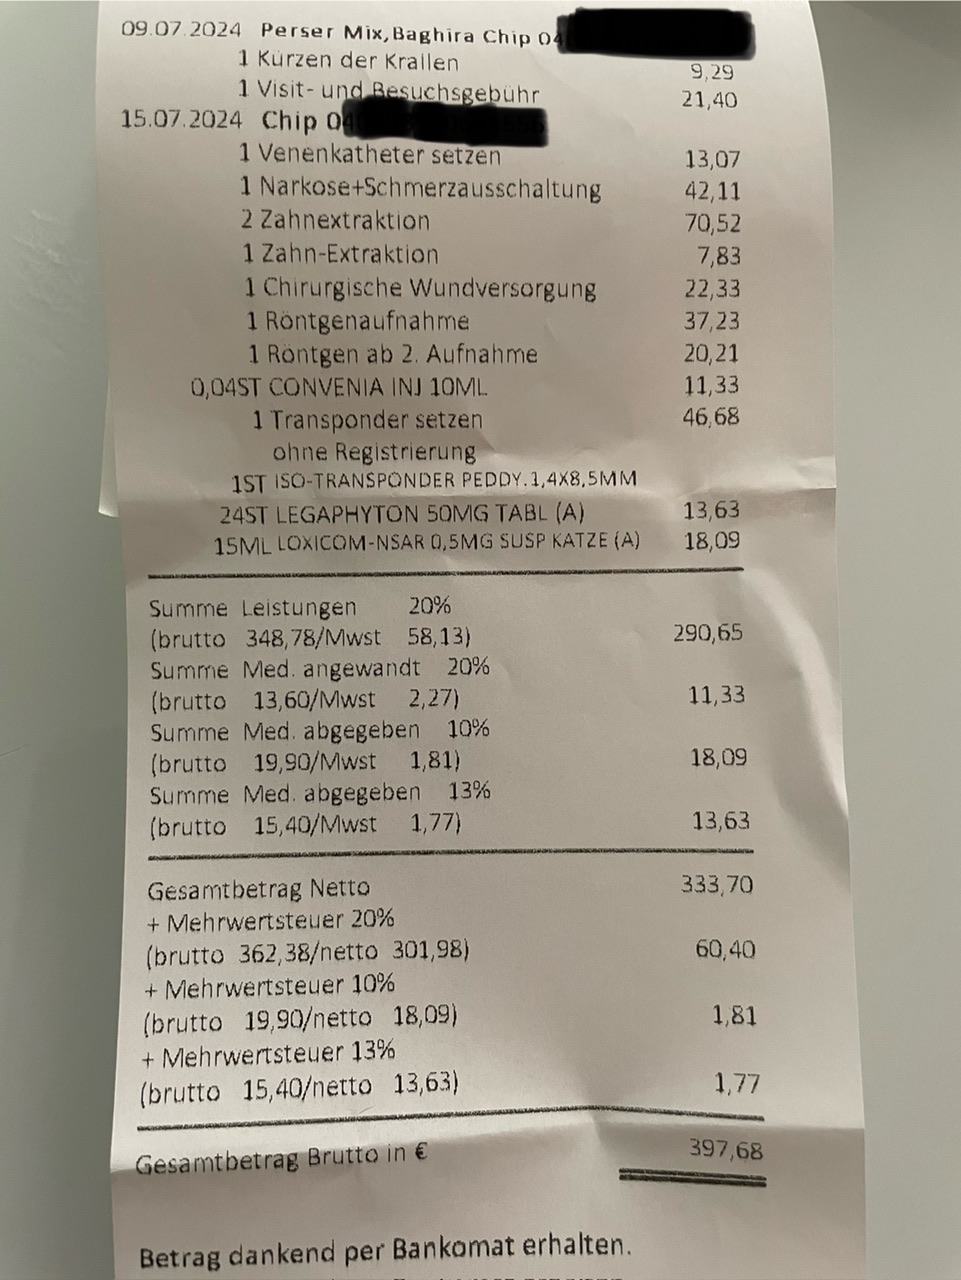 09.07.2024 Perser Mix, Baghira Chip 04
1 Kürzen der Krallen 9,29
1 Visit- und Besuchsgebühr 21,40
15.07.2024 Chip 04
1 Venenkatheter setzen 13,07
1 Narkose+Schmerzausschaltung 42,11
2 Zahnextraktion 70,52
1 Zahn-Extraktion 7,83
1 Chirurgische Wundversorgung 22,33
1 Röntgenaufnahme 37,23
1 Röntgen ab 2. Aufnahme 20,21
0,04ST CONVENIA INJ 10ML 11,33
1 Transponder setzen 46,68
ohne Registrierung
1ST ISO-TRANSPONDER PEDDY.1,4X8,5MM
24ST LEGAPHYTON 50MG TABL (A) 13,63
15ML LOXICOM-NSAR 0,5MG SUSP KATZE (A) 18,09
Summe Leistungen 20%
(brutto 348,78/Mwst 58,13) 290,65
Summe Med. angewandt 20%
(brutto 13,60/Mwst 2,27) 11,33
Summe Med. abgegeben 10%
(brutto 19,90/Mwst 1,81) 18,09
Summe Med. abgegeben 13%
(brutto 15,40/Mwst 1,77) 13,63
Gesamtbetrag Netto 333,70
+ Mehrwertsteuer 20%
(brutto 362,38/netto 301,98) 60,40
+ Mehrwertsteuer 10%
(brutto 19,90/netto 18,09) 1,81
+ Mehrwertsteuer 13%
(brutto 15,40/netto 13,63) 1,77
Gesamtbetrag Brutto in € 397,68
Betrag dankend per Bankomat erhalten.